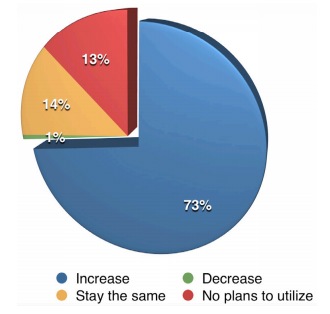 13%
14%
1%
73%
Increase
Decrease
Stay the same
No plans to utilize